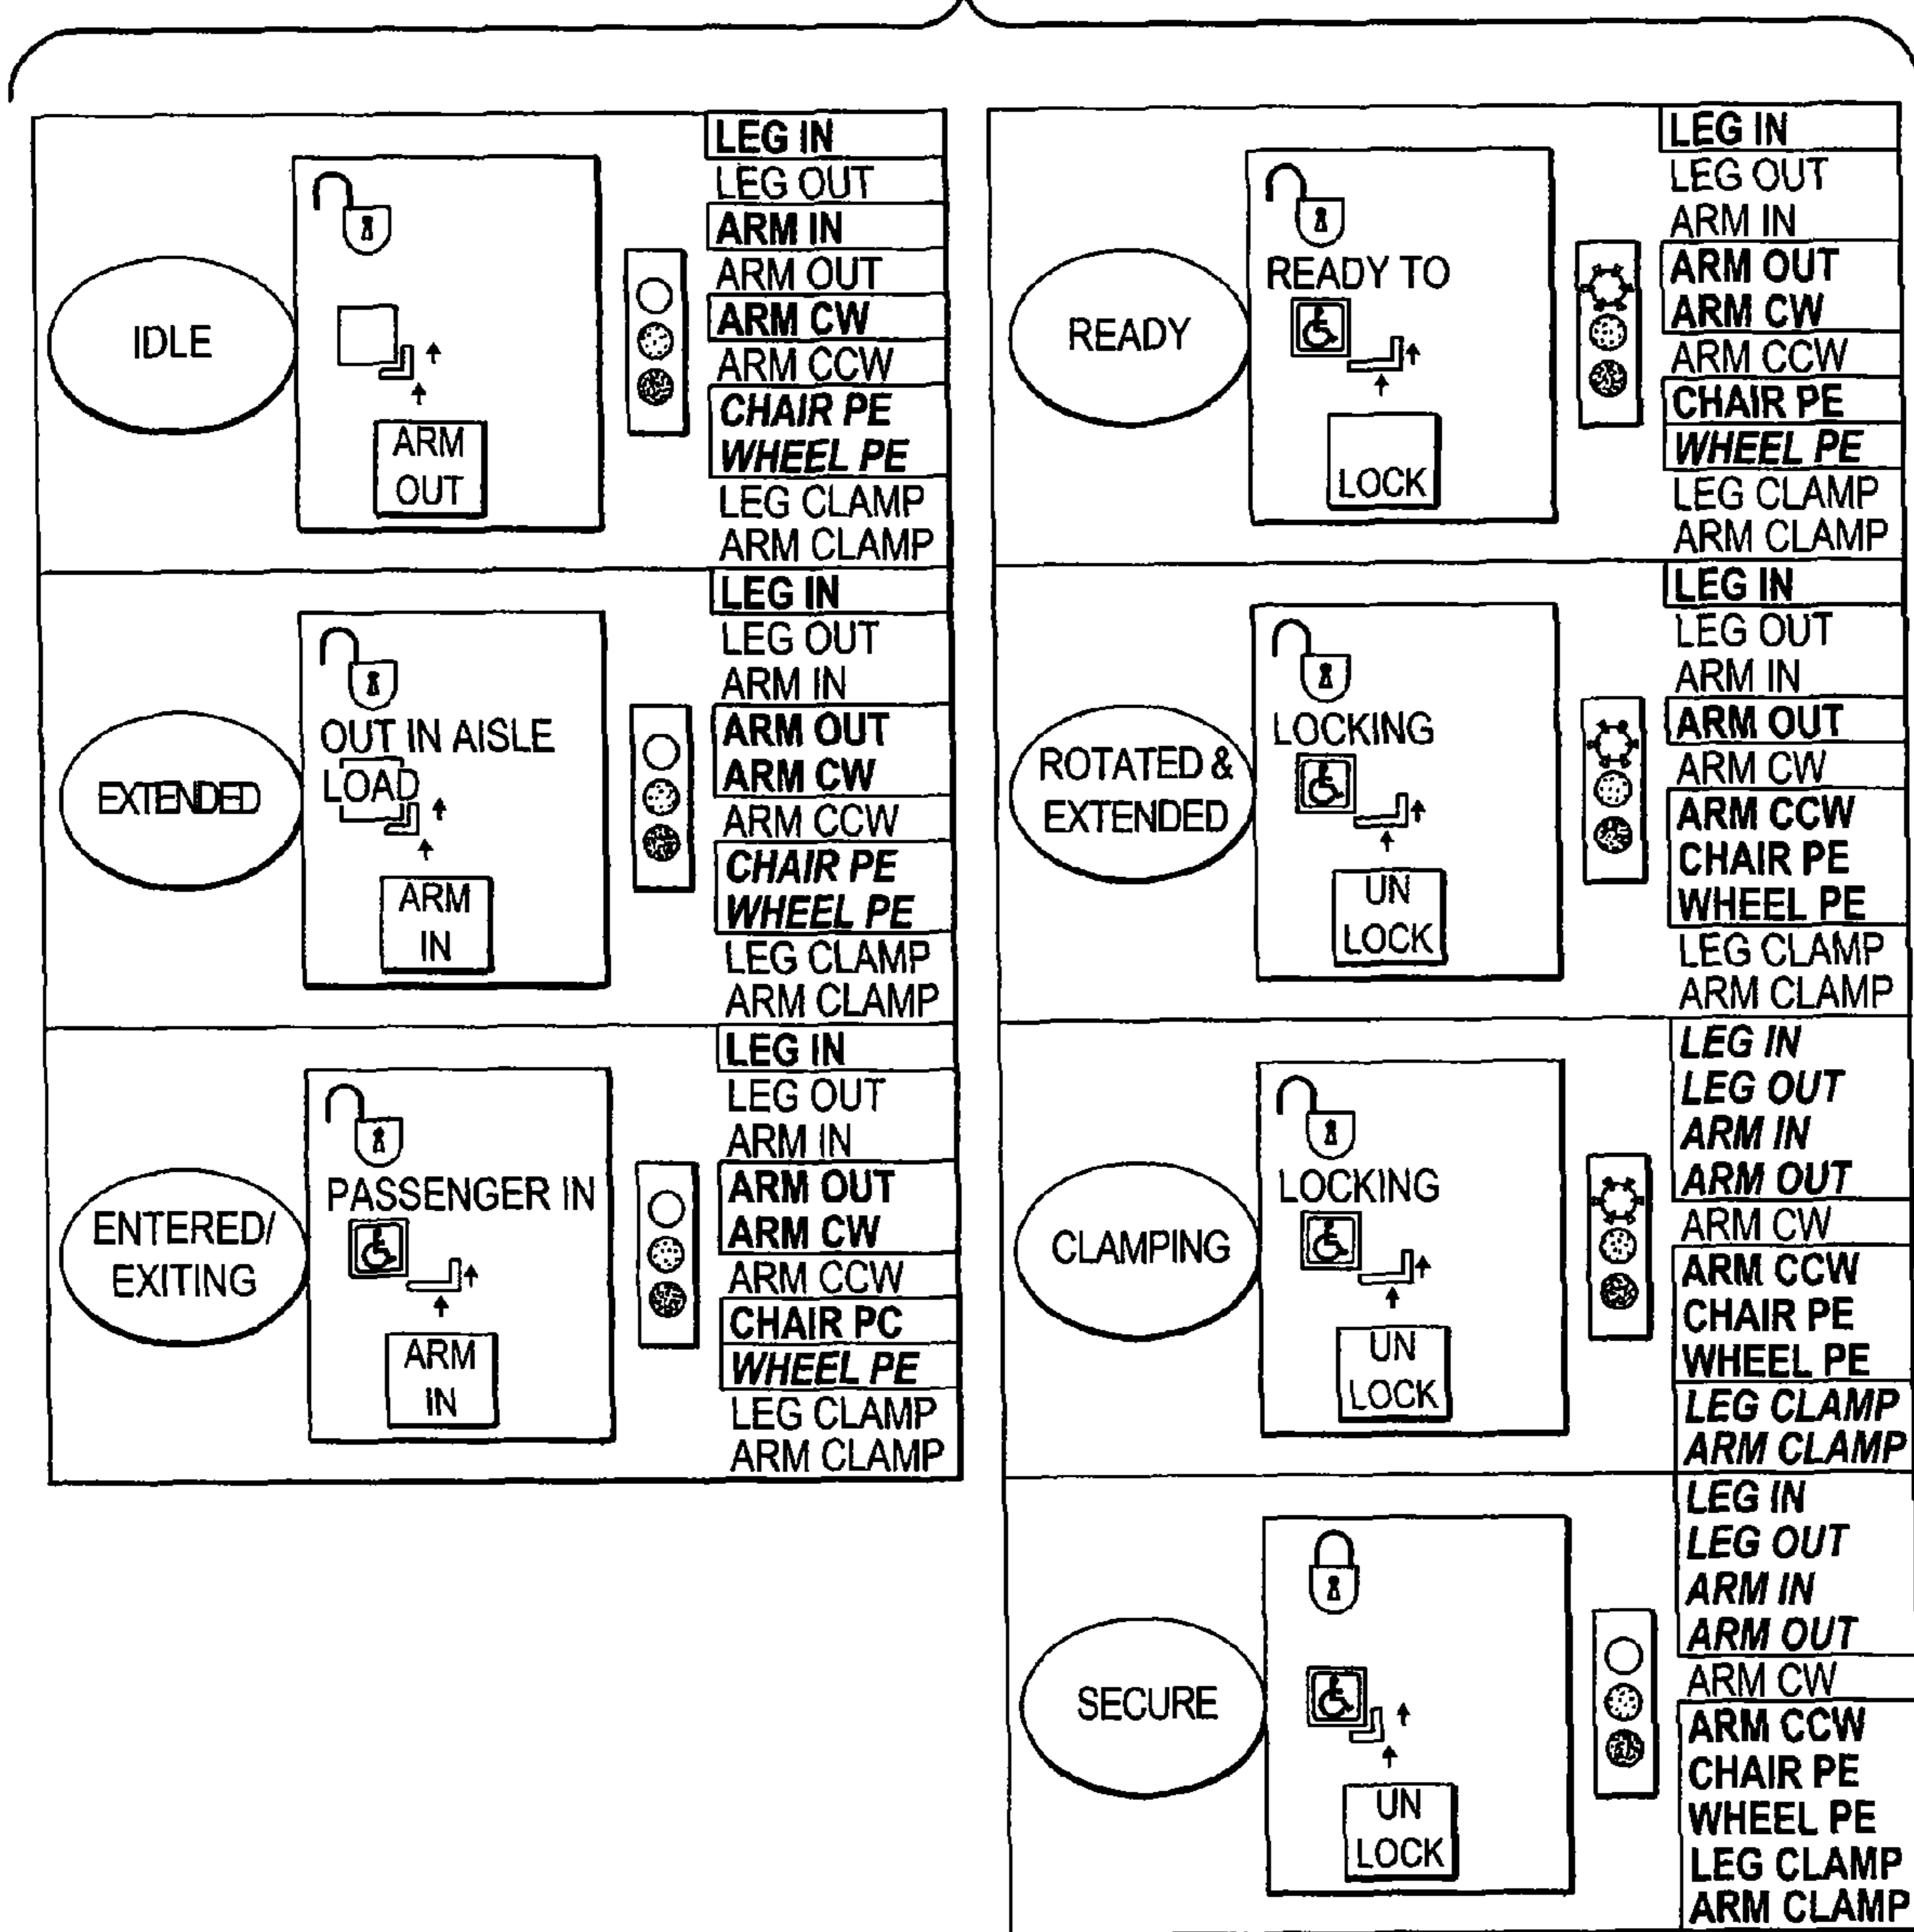 IDLE
ARM
OUT
LEG IN
LEG OUT
ARM IN
ARM OUT
ARM CW
ARM CCW
CHAIR PE
WHEEL PE
LEG CLAMP
ARM CLAMP
EXTENDED
OUT IN AISLE
LOAD
ARM
IN
LEG IN
LEG OUT
ARM IN
ARM OUT
ARM CW
ARM CCW
CHAIR PE
WHEEL PE
LEG CLAMP
ARM CLAMP
ENTERED/
EXITING
PASSENGER IN
ARM
IN
LEG IN
LEG OUT
ARM IN
ARM OUT
ARM CW
ARM CCW
CHAIR PC
WHEEL PE
LEG CLAMP
ARM CLAMP
READY
READY TO
LOCK
LEG IN
LEG OUT
ARM IN
ARM OUT
ARM CW
ARM CCW
CHAIR PE
WHEEL PE
LEG CLAMP
ARM CLAMP
ROTATED &
EXTENDED
LOCKING
UN
LOCK
LEG IN
LEG OUT
ARM IN
ARM OUT
ARM CW
ARM CCW
CHAIR PE
WHEEL PE
LEG CLAMP
ARM CLAMP
CLAMPING
LOCKING
UN
LOCK
LEG IN
LEG OUT
ARM IN
ARM OUT
ARM CW
ARM CCW
CHAIR PE
WHEEL PE
LEG CLAMP
ARM CLAMP
SECURE
UN
LOCK
LEG IN
LEG OUT
ARM IN
ARM OUT
ARM CW
ARM CCW
CHAIR PE
WHEEL PE
LEG CLAMP
ARM CLAMP